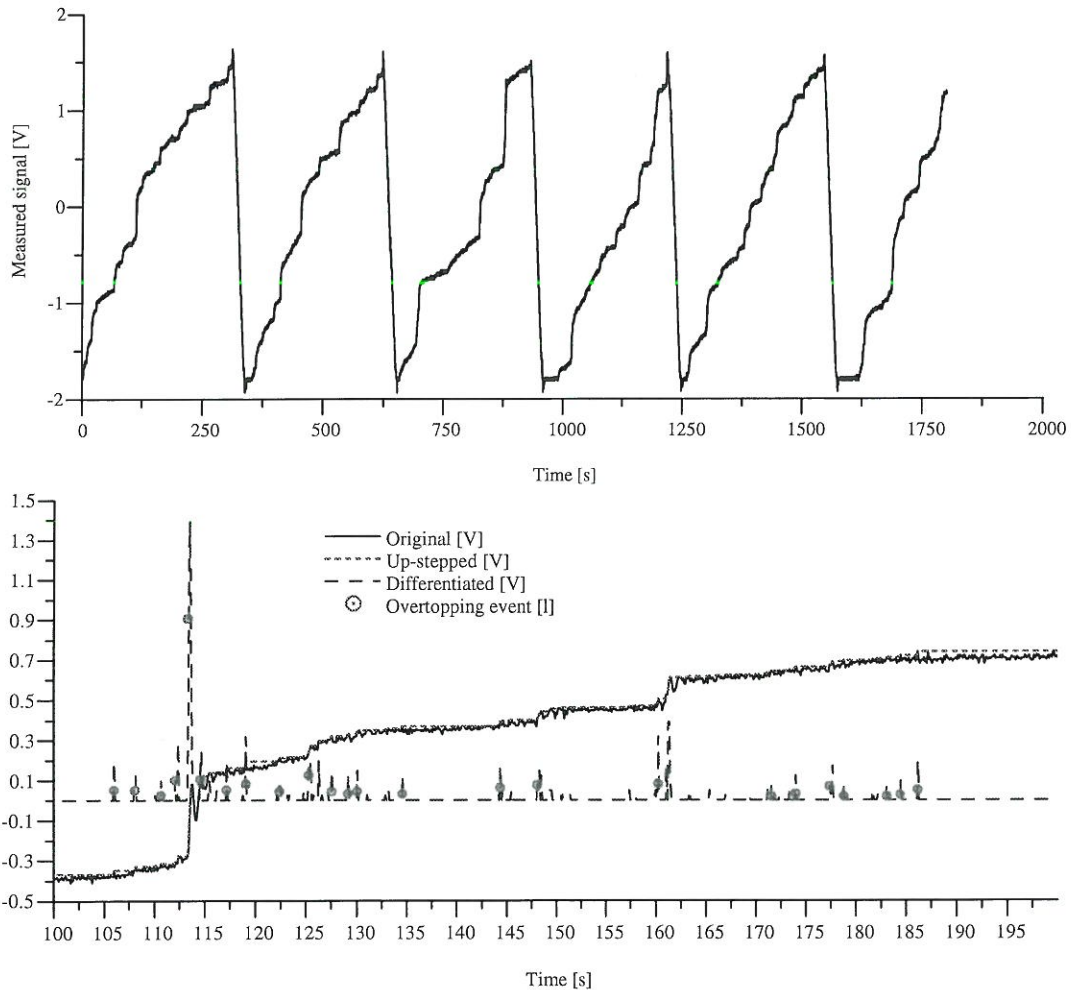 2
1
0
-1
-2
Measured signal [V]
0 250 500 750 1000 1250 1500 1750 2000
Time [s]
1.5
1.3
1.1
0.9
0.7
0.5
0.3
0.1
-0.1
-0.3
-0.5
Original [V]
Up-stepped [V]
Differentiated [V]
Overtopping event [l]
100 105 110 115 120 125 130 135 140 145 150 155 160 165 170 175 180 185 190 195
Time [s]